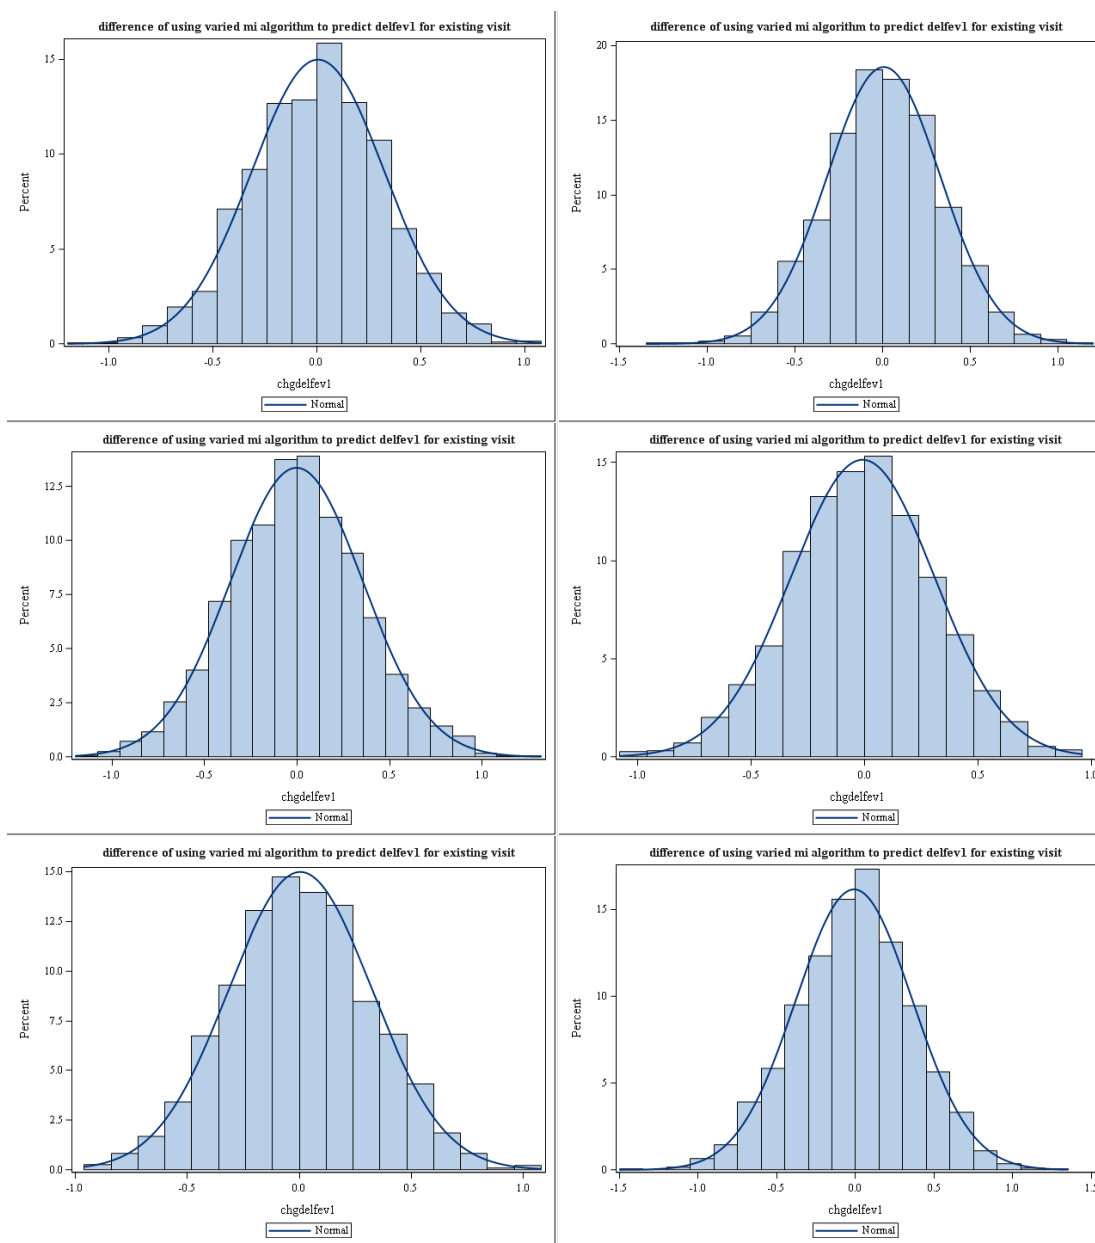 difference of using varied mi algorithm to predict delfev1 for existing visit
15
10
5
0
Percent
-1.0 -0.5 0.0 0.5 1.0
chgdelfev1
Normal
difference of using varied mi algorithm to predict delfev1 for existing visit
20
15
10
5
0
Percent
-1.5 -1.0 -0.5 0.0 0.5 1.0
chgdelfev1
Normal
difference of using varied mi algorithm to predict delfev1 for existing visit
12.5
10.0
7.5
5.0
2.5
0.0
Percent
-1.0 -0.5 0.0 0.5 1.0
chgdelfev1
Normal
difference of using varied mi algorithm to predict delfev1 for existing visit
15
10
5
0
Percent
-1.0 -0.5 0.0 0.5 1.0
chgdelfev1
Normal
difference of using varied mi algorithm to predict delfev1 for existing visit
15.0
12.5
10.0
7.5
5.0
2.5
0.0
Percent
-1.0 -0.5 0.0 0.5 1.0
chgdelfev1
Normal
difference of using varied mi algorithm to predict delfev1 for existing visit
15
10
5
0
Percent
-1.5 -1.0 -0.5 0.0 0.5 1.0 1.5
chgdelfev1
Normal